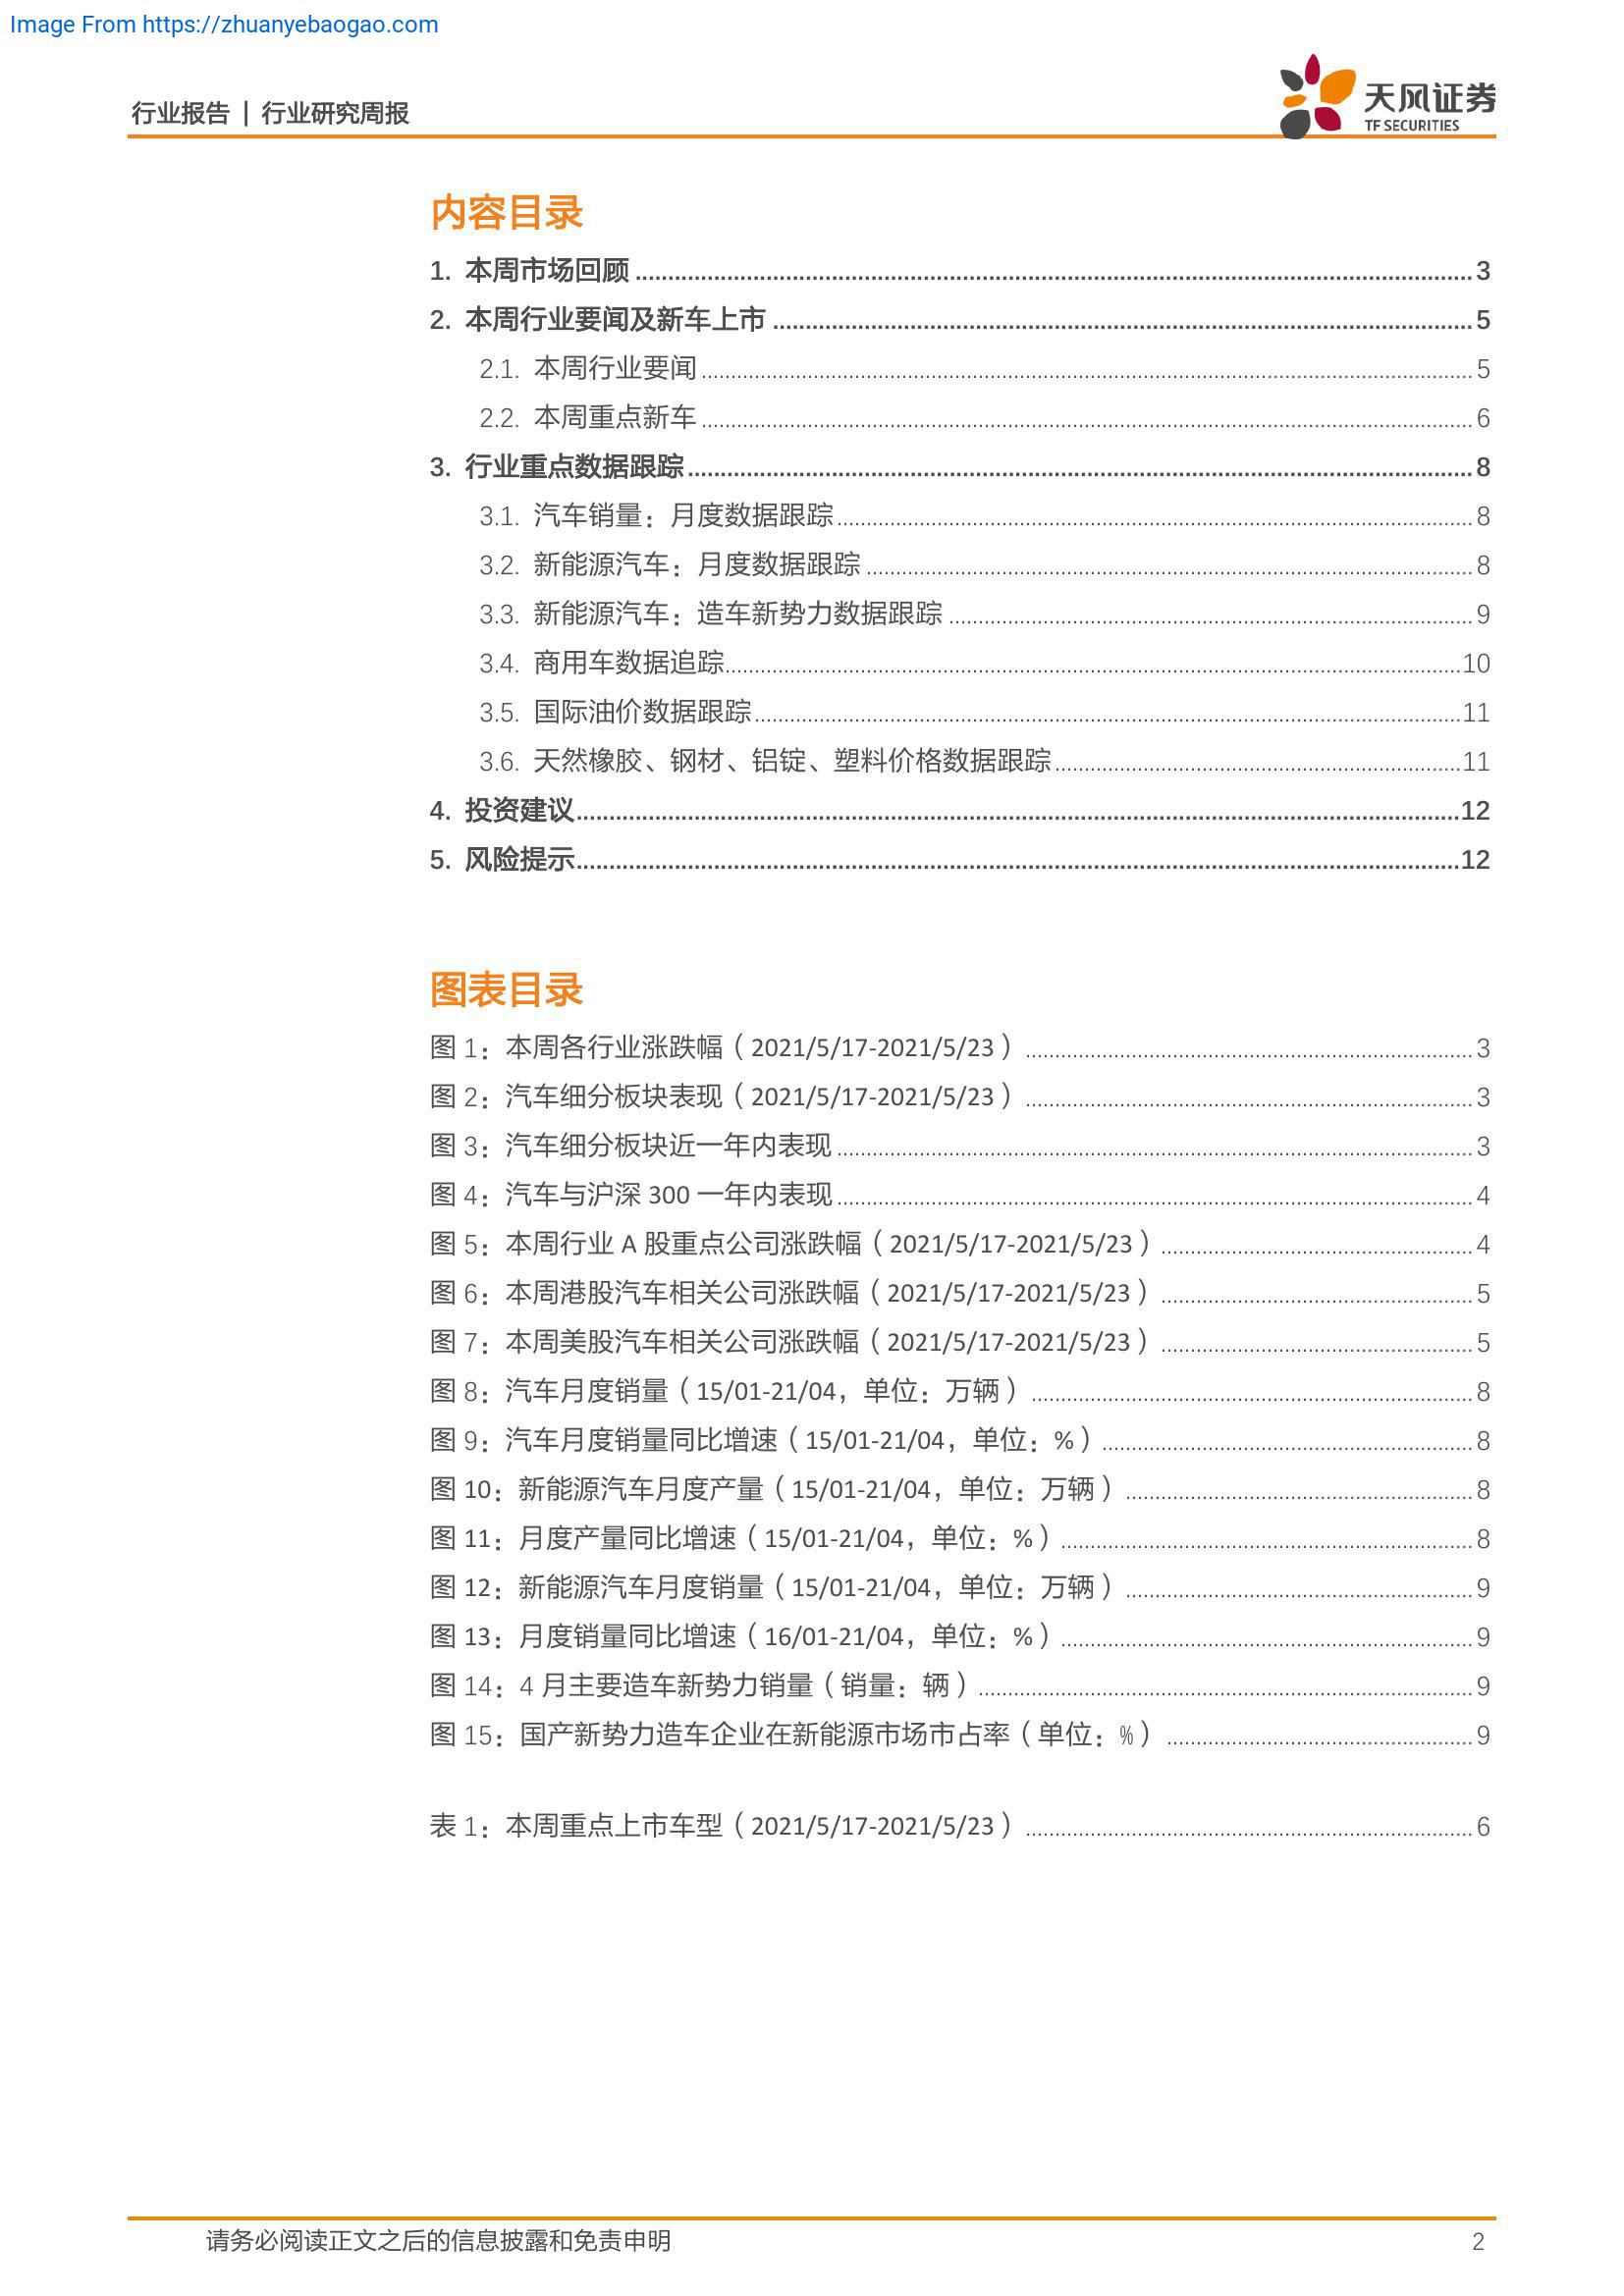 Image From https://zhuanyebaogao.com
行业报告 | 行业研究周报
天风证券
TF SECURITIES
内容目录
1. 本周市场回顾 3
2. 本周行业要闻及新车上市 5
2.1. 本周行业要闻 5
2.2. 本周重点新车 6
3. 行业重点数据跟踪 8
3.1. 汽车销量：月度数据跟踪 8
3.2. 新能源汽车：月度数据跟踪 8
3.3. 新能源汽车：造车新势力数据跟踪 9
3.4. 商用车数据追踪 10
3.5. 国际油价数据跟踪 11
3.6. 天然橡胶、钢材、铝锭、塑料价格数据跟踪 11
4. 投资建议 12
5. 风险提示 12
图表目录
图 1：本周各行业涨跌幅（2021/5/17-2021/5/23） 3
图 2：汽车细分板块表现（2021/5/17-2021/5/23） 3
图 3：汽车细分板块近一年内表现 3
图 4：汽车与沪深 300 一年内表现 4
图 5：本周行业 A 股重点公司涨跌幅（2021/5/17-2021/5/23） 4
图 6：本周港股汽车相关公司涨跌幅（2021/5/17-2021/5/23） 5
图 7：本周美股汽车相关公司涨跌幅（2021/5/17-2021/5/23） 5
图 8：汽车月度销量（15/01-21/04，单位：万辆） 8
图 9：汽车月度销量同比增速（15/01-21/04，单位：%） 8
图 10：新能源汽车月度产量（15/01-21/04，单位：万辆） 8
图 11：月度产量同比增速（15/01-21/04，单位：%） 8
图 12：新能源汽车月度销量（15/01-21/04，单位：万辆） 9
图 13：月度销量同比增速（16/01-21/04，单位：%） 9
图 14：4 月主要造车新势力销量（销量：辆） 9
图 15：国产新势力造车企业在新能源市场市占率（单位：%） 9
表 1：本周重点上市车型（2021/5/17-2021/5/23） 6
请务必阅读正文之后的信息披露和免责申明 2